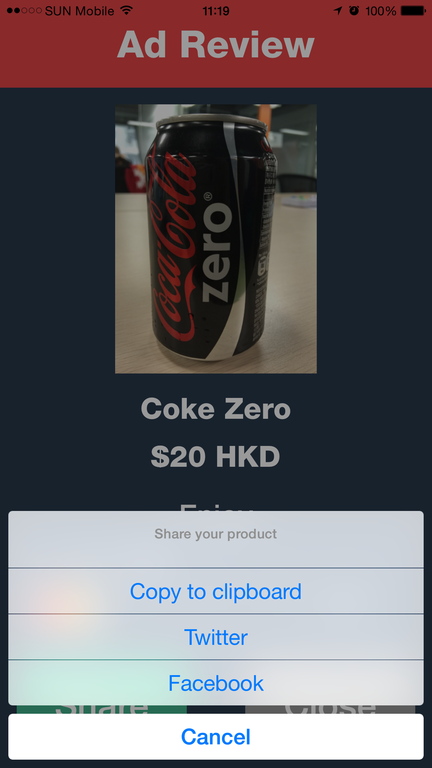 SUN Mobile 11:19 100%
Ad Review
Coca-Cola
zero®
Coke Zero
$20 HKD
Enjoy
Share your product
Copy to clipboard
Twitter
Facebook
Share Close
Cancel